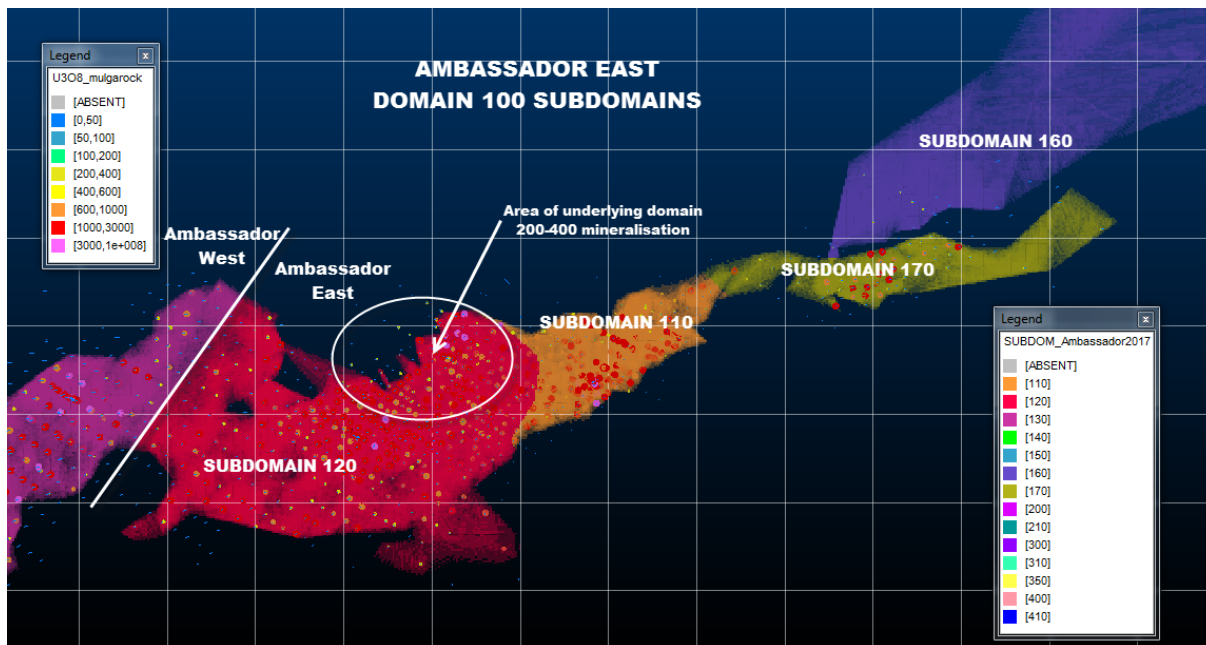 Legend x
U3O8_mulgarock
[ABSENT]
[0,50]
[50,100]
[100,200]
[200,400]
[400,600]
[600,1000]
[1000,3000]
[3000,1e+008]
AMBASSADOR EAST
DOMAIN 100 SUBDOMAINS
SUBDOMAIN 160
Area of underlying domain
200-400 mineralisation
Ambassador
West
Ambassador
East
SUBDOMAIN 170
SUBDOMAIN 110
SUBDOMAIN 120
Legend x
SUBDOM_Ambassador2017
[ABSENT]
[110]
[120]
[130]
[140]
[150]
[160]
[170]
[200]
[210]
[300]
[310]
[350]
[400]
[410]